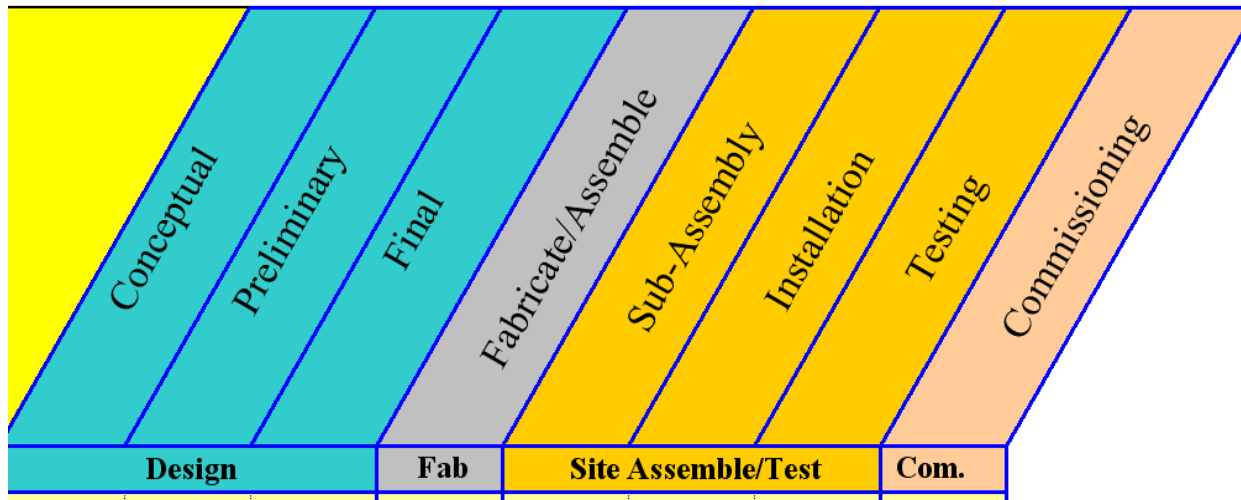 Conceptual
Preliminary
Final
Fabricate/Assemble
Sub-Assembly
Installation
Testing
Commissioning
Design
Fab
Site Assemble/Test
Com.